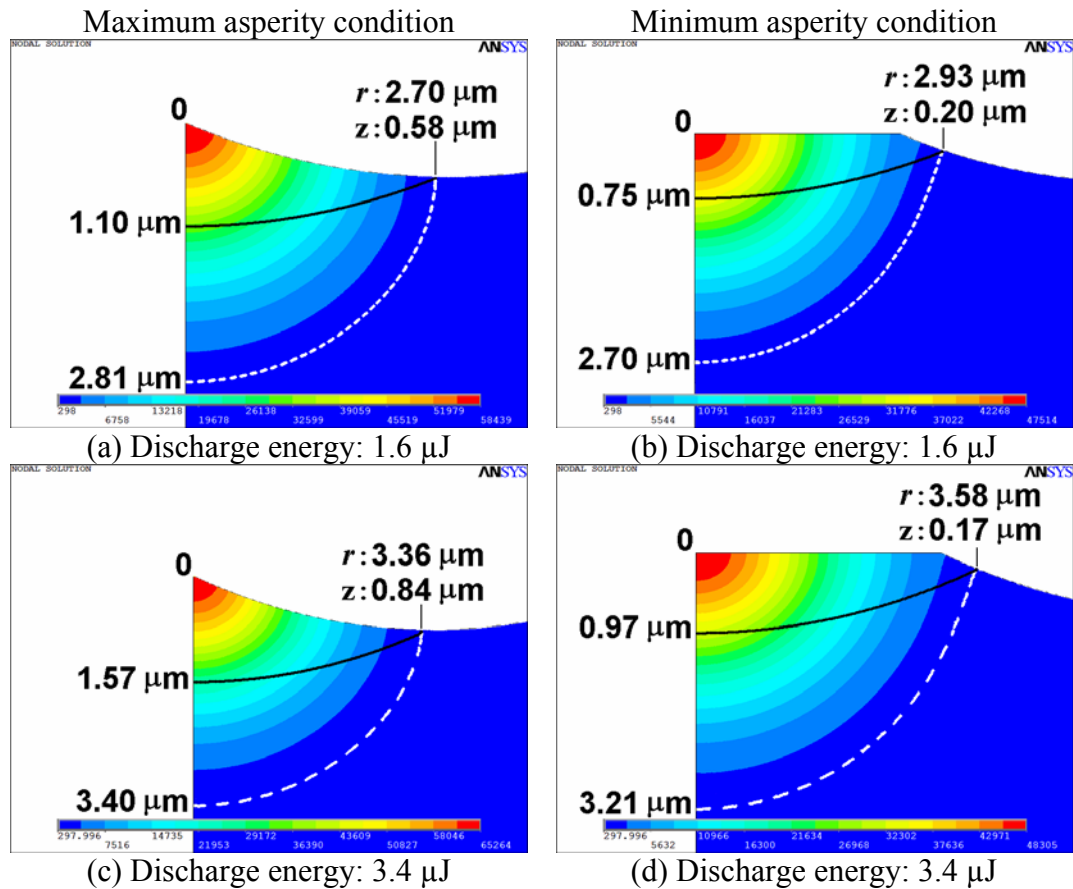 Maximum asperity condition
Minimum asperity condition
NODAL SOLUTION
ANSYS
r : 2.70 µm
z : 0.58 µm
0
1.10 µm
2.81 µm
298 13218 26138 39059 51979
6758 19678 32599 45519 58439
(a) Discharge energy: 1.6 µJ
NODAL SOLUTION
ANSYS
r : 2.93 µm
z : 0.20 µm
0
0.75 µm
2.70 µm
298 10791 21283 31776 42268
5544 16037 26529 37022 47514
(b) Discharge energy: 1.6 µJ
NODAL SOLUTION
ANSYS
r : 3.36 µm
z : 0.84 µm
0
1.57 µm
3.40 µm
297.996 14735 29172 43609 58046
7516 21953 36390 50827 65264
(c) Discharge energy: 3.4 µJ
NODAL SOLUTION
ANSYS
r : 3.58 µm
z : 0.17 µm
0
0.97 µm
3.21 µm
297.996 10966 21634 32302 42971
5632 16300 26968 37636 48305
(d) Discharge energy: 3.4 µJ